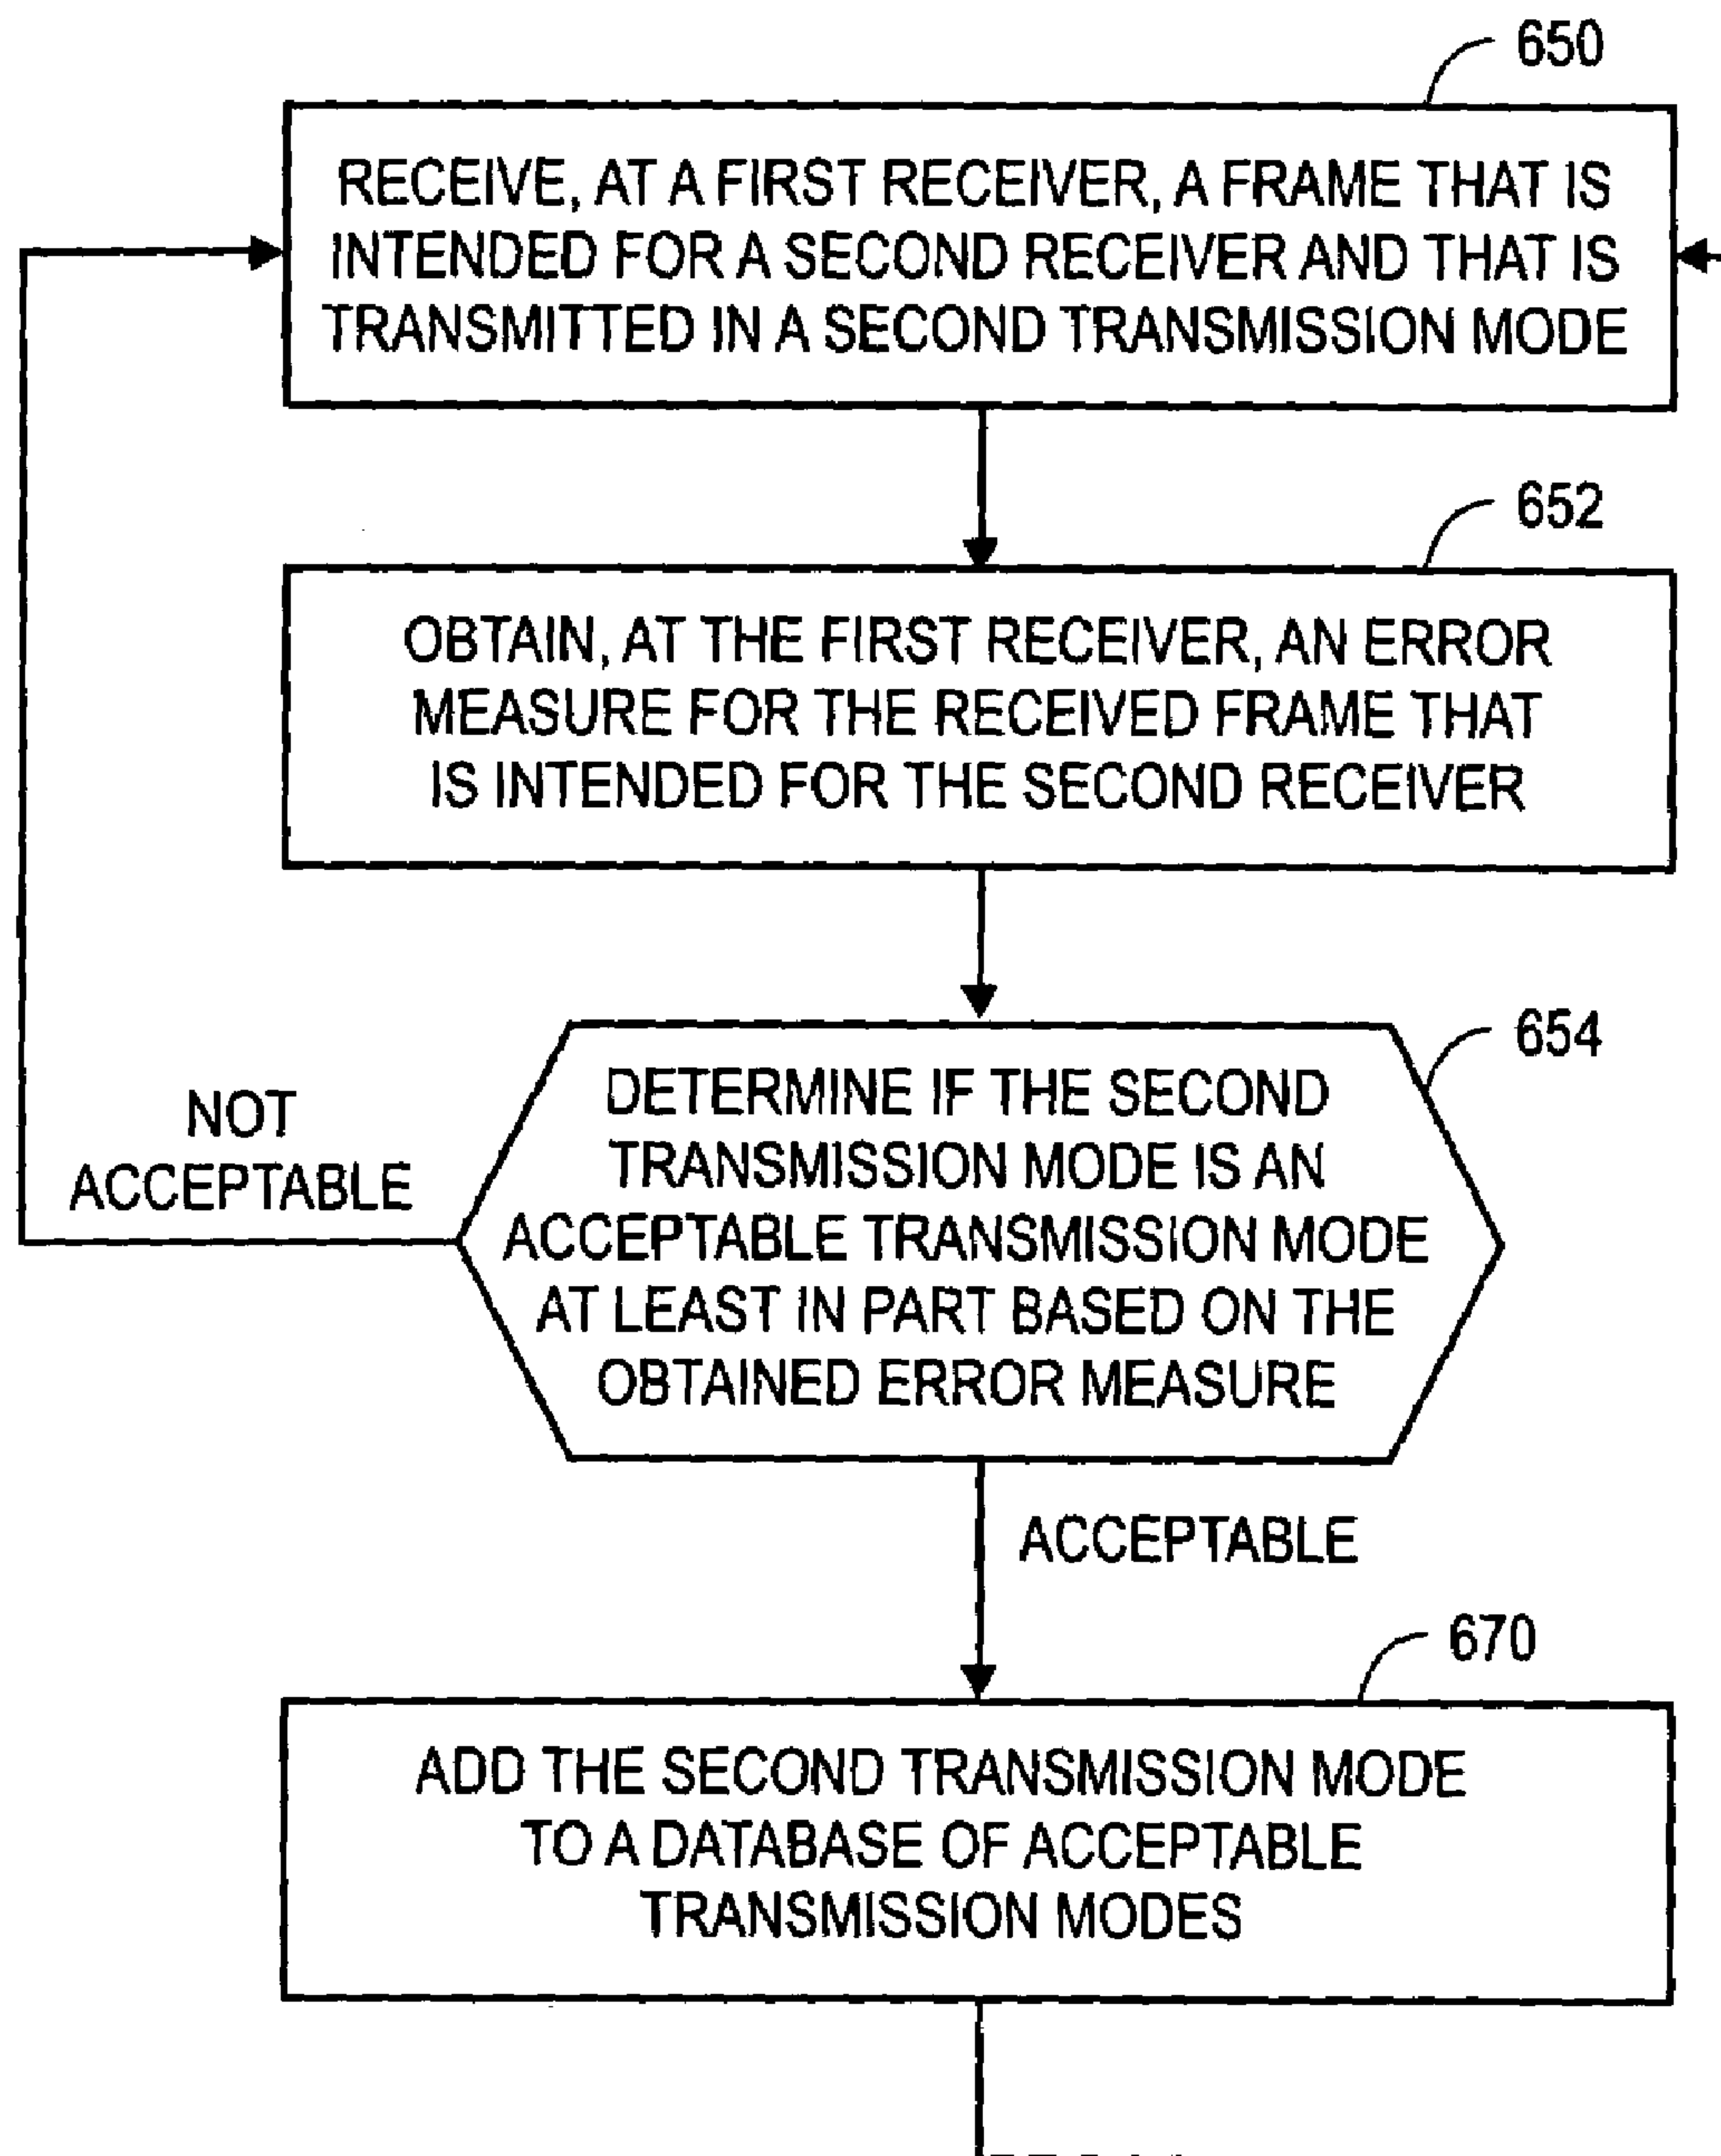 650
RECEIVE, AT A FIRST RECEIVER, A FRAME THAT IS
INTENDED FOR A SECOND RECEIVER AND THAT IS
TRANSMITTED IN A SECOND TRANSMISSION MODE
652
OBTAIN, AT THE FIRST RECEIVER, AN ERROR
MEASURE FOR THE RECEIVED FRAME THAT
IS INTENDED FOR THE SECOND RECEIVER
654
DETERMINE IF THE SECOND
TRANSMISSION MODE IS AN
ACCEPTABLE TRANSMISSION MODE
AT LEAST IN PART BASED ON THE
OBTAINED ERROR MEASURE
NOT
ACCEPTABLE
ACCEPTABLE
670
ADD THE SECOND TRANSMISSION MODE
TO A DATABASE OF ACCEPTABLE
TRANSMISSION MODES